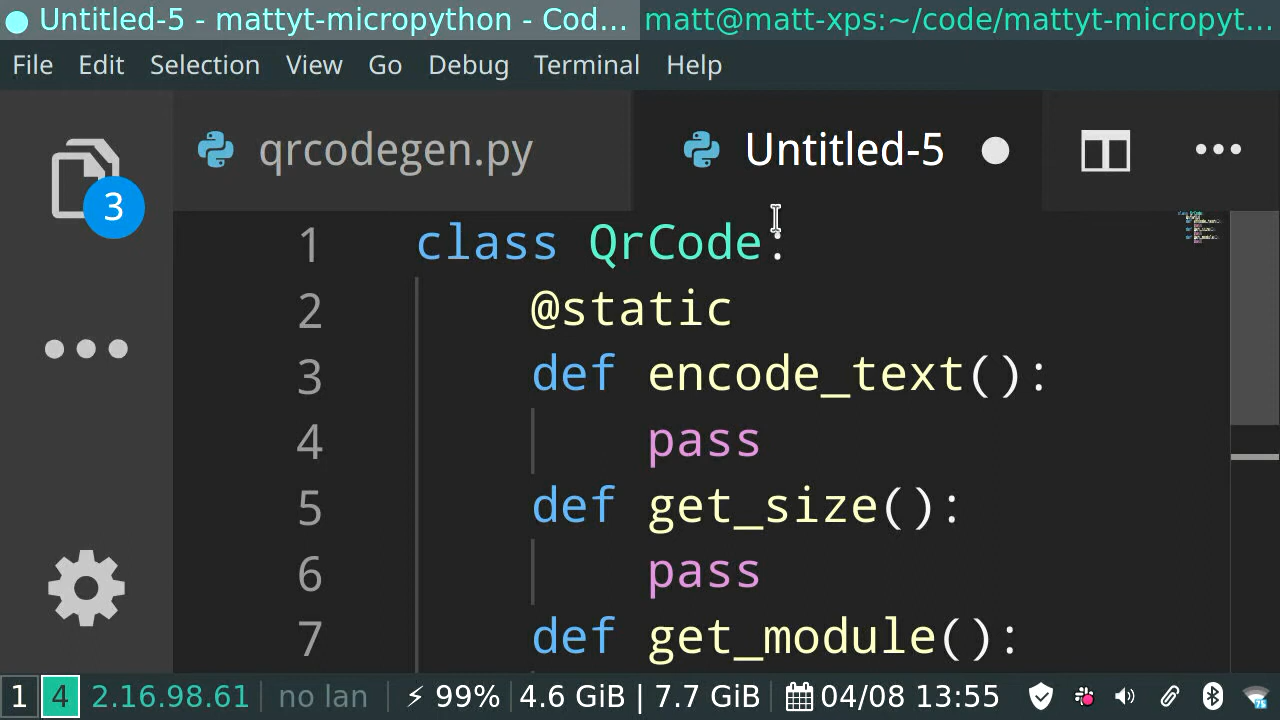 Untitled-5 - mattyt-micropython - Cod...
matt@matt-xps:~/code/mattyt-micropyt...
File Edit Selection View Go Debug Terminal Help
3
qrcodegen.py
Untitled-5
1 class QrCode:
2 @static
3 def encode_text():
4 pass
5 def get_size():
6 pass
7 def get_module():
1 4 2.16.98.61 no lan ⚡ 99% 4.6 GiB | 7.7 GiB 04/08 13:55 75